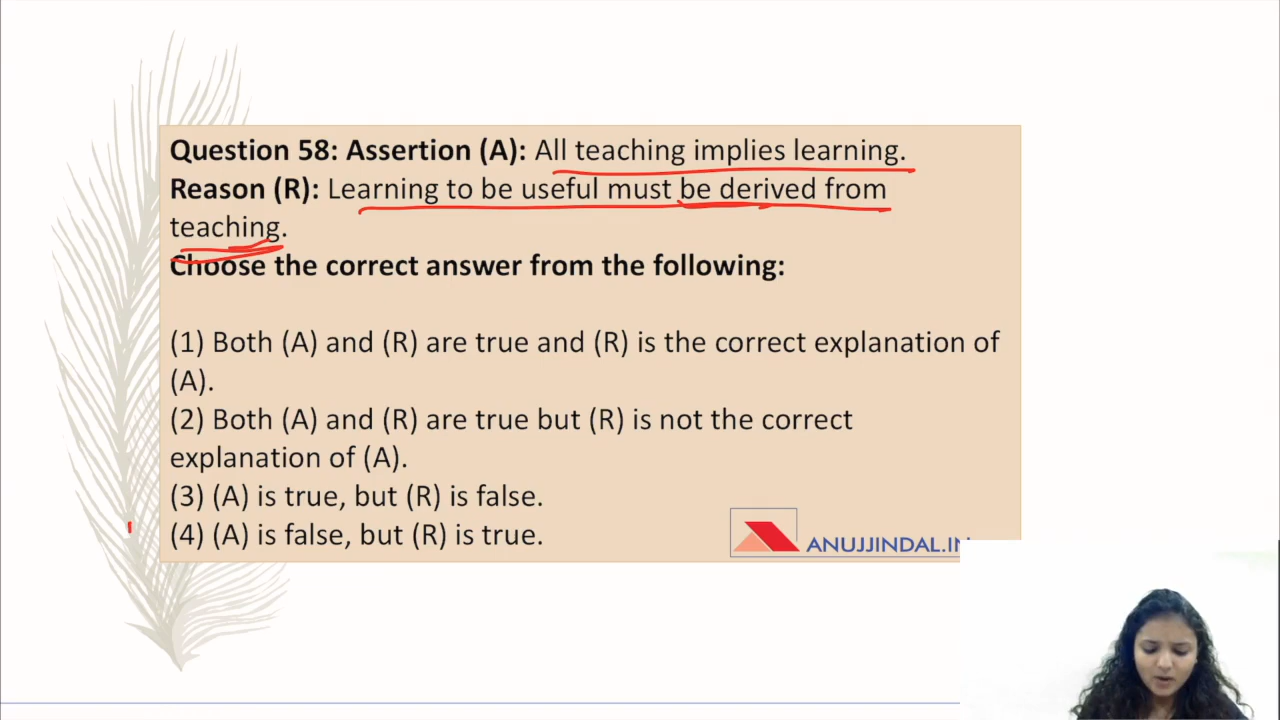 Question 58: Assertion (A): All teaching implies learning.
Reason (R): Learning to be useful must be derived from
teaching.
Choose the correct answer from the following:
(1) Both (A) and (R) are true and (R) is the correct explanation of
(A).
(2) Both (A) and (R) are true but (R) is not the correct
explanation of (A).
(3) (A) is true, but (R) is false.
(4) (A) is false, but (R) is true.
ANUJJINDAL.IN